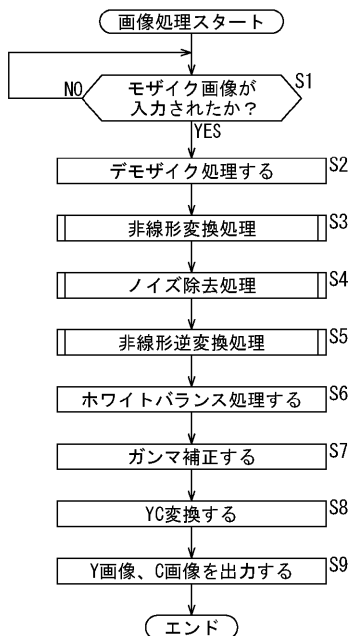 画像処理スタート
NO
モザイク画像が
入力されたか？
S1
YES
デモザイク処理する
S2
非線形変換処理
S3
ノイズ除去処理
S4
非線形逆変換処理
S5
ホワイトバランス処理する
S6
ガンマ補正する
S7
YC変換する
S8
Y画像、C画像を出力する
S9
エンド